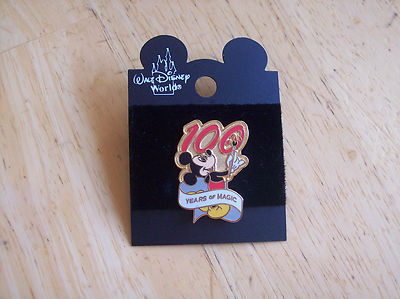 WALT DISNEY
World
100
YEARS OF MAGIC